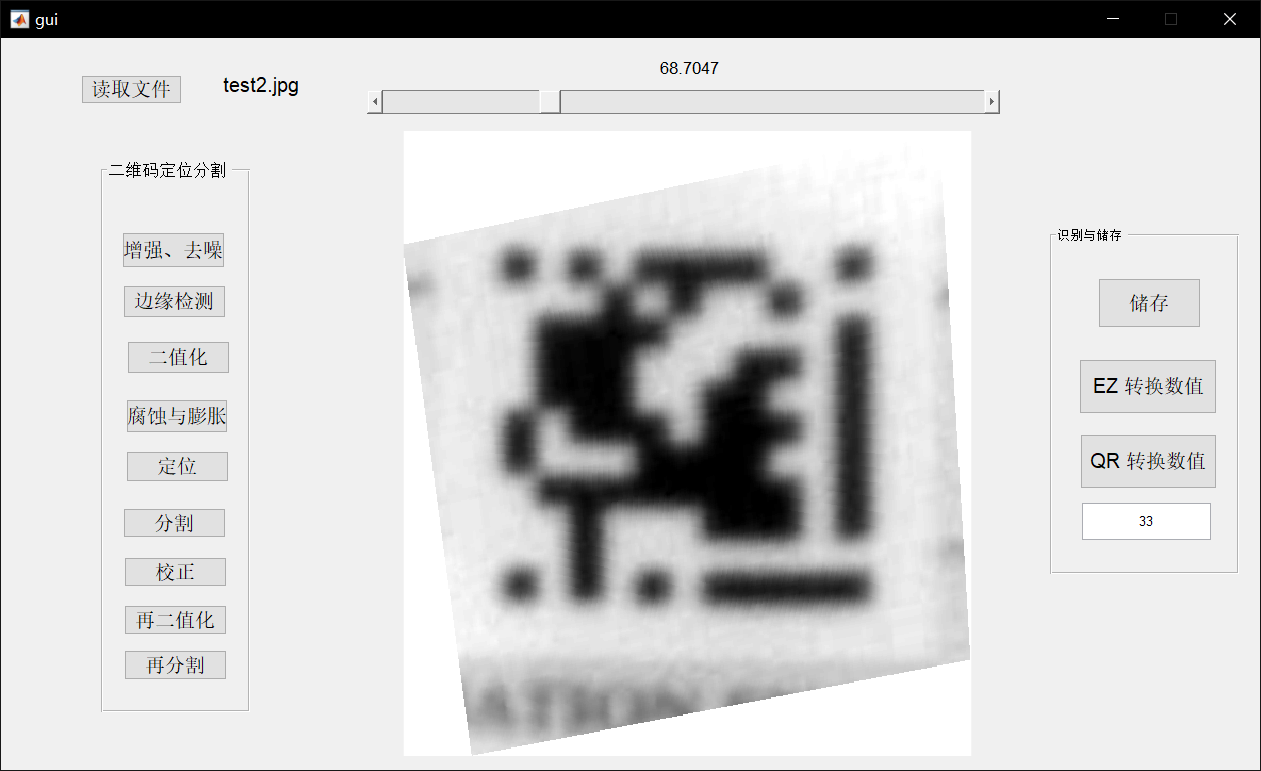 gui
68.7047
读取文件
test2.jpg
二维码定位分割
增强、去噪
边缘检测
二值化
腐蚀与膨胀
定位
分割
校正
再二值化
再分割
识别与储存
储存
EZ 转换数值
QR 转换数值
33